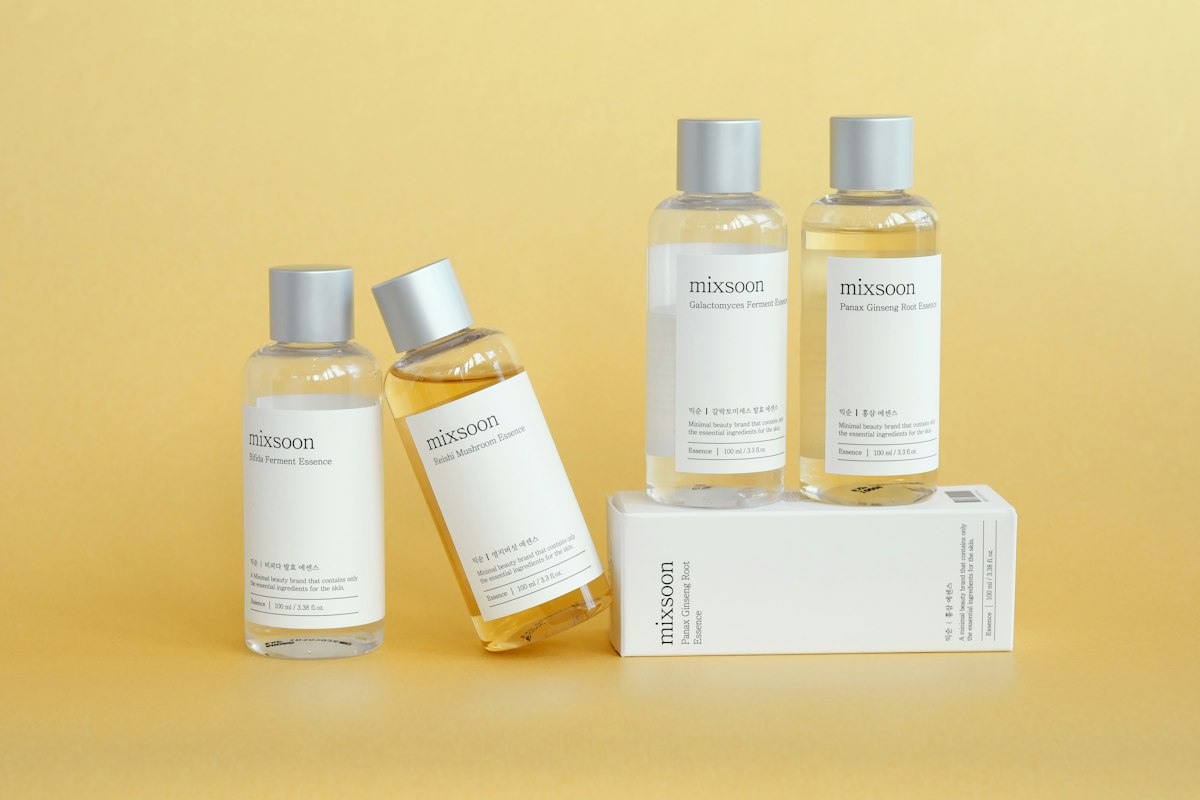 mixsoon
Bifida Ferment Essence
믹순 | 비피다 발효 에센스
A Minimal beauty brand that contains only
the essential ingredients for the skin.
Essence | 100 ml / 3.38 fl.oz.
mixsoon
Reishi Mushroom Essence
믹순 | 영지버섯 에센스
Minimal beauty brand that contains only
the essential ingredients for the skin.
Essence | 100 ml / 3.3 fl.oz.
mixsoon
Galactomyces Ferment Essence
믹순 | 갈락토미세스 발효 에센스
Minimal beauty brand that contains only
the essential ingredients for the skin.
Essence | 100 ml / 3.3 fl.oz.
mixsoon
Panax Ginseng Root Essence
믹순 | 홍삼 에센스
Minimal beauty brand that contains only
the essential ingredients for the skin.
Essence | 100 ml / 3.3 fl.oz.
mixsoon
Panax Ginseng Root
Essence
믹순 | 홍삼 에센스
A minimal beauty brand that contains only
the essential ingredients for the skin.
Essence | 100 ml / 3.38 fl.oz.